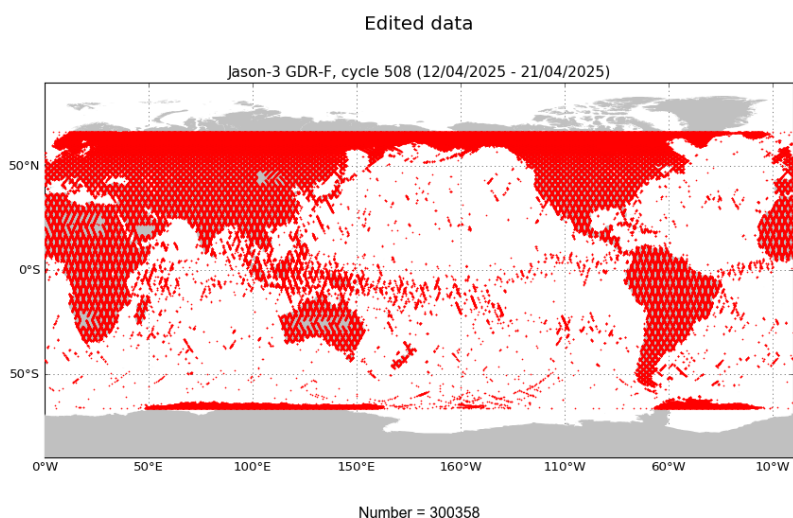 Edited data
Jason-3 GDR-F, cycle 508 (12/04/2025 - 21/04/2025)
50°N
0°S
50°S
0°W 50°E 100°E 150°E 160°W 110°W 60°W 10°W
Number = 300358